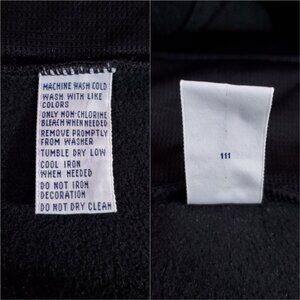 MACHINE WASH COLD
WASH WITH LIKE
COLORS
ONLY NON-CHLORINE
BLEACH WHEN NEEDED
REMOVE PROMPTLY
FROM WASHER
TUMBLE DRY LOW
COOL IRON
WHEN NEEDED
DO NOT IRON
DECORATION
DO NOT DRY CLEAN
111